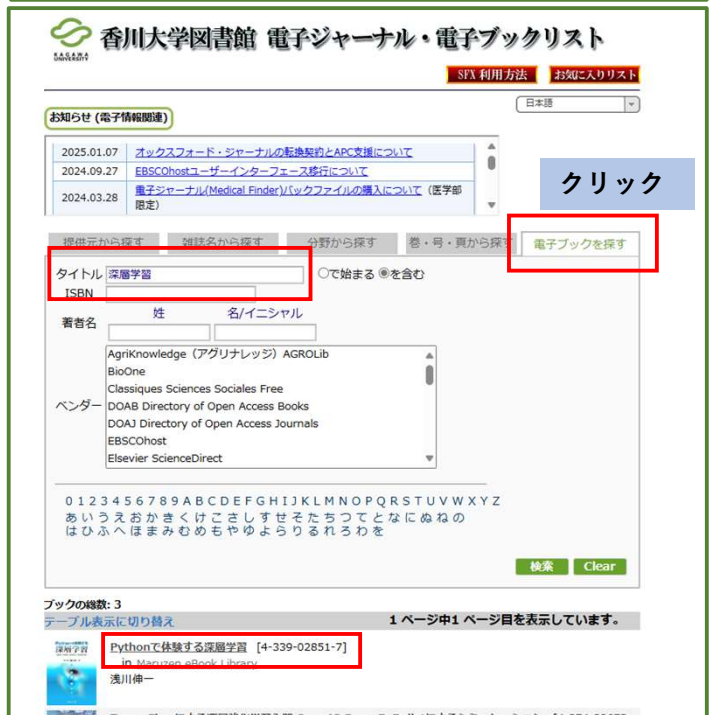 香川大学図書館 電子ジャーナル・電子ブックリスト
KAGAWA
UNIVERSITY
SFX 利用方法 お気に入りリスト
日本語
お知らせ (電子情報関連)
2025.01.07 オックスフォード・ジャーナルの転換契約とAPC支援について
2024.09.27 EBSCOhostユーザーインターフェース移行について
2024.03.28 電子ジャーナル(Medical Finder)バックファイルの購入について（医学部
限定）
クリック
提供元から探す 雑誌名から探す 分野から探す 巻・号・頁から探す 電子ブックを探す
タイトル 深層学習 ○で始まる ◉を含む
ISBN
姓 名/イニシャル
著者名
AgriKnowledge（アグリナレッジ）AGROLib
BioOne
Classiques Sciences Sociales Free
ベンダー DOAB Directory of Open Access Books
DOAJ Directory of Open Access Journals
EBSCOhost
Elsevier ScienceDirect
0 1 2 3 4 5 6 7 8 9 A B C D E F G H I J K L M N O P Q R S T U V W X Y Z
あ い う え お か き く け こ さ し す せ そ た ち つ て と な に ぬ ね の
は ひ ふ へ ほ ま み む め も や ゆ よ ら り る れ ろ わ を
検索 Clear
ブックの総数: 3
テーブル表示に切り替え 1 ページ中1 ページ目を表示しています。
深層学習
Pythonで体験する深層学習 [4-339-02851-7]
in Maruzen eBook Library
浅川伸一